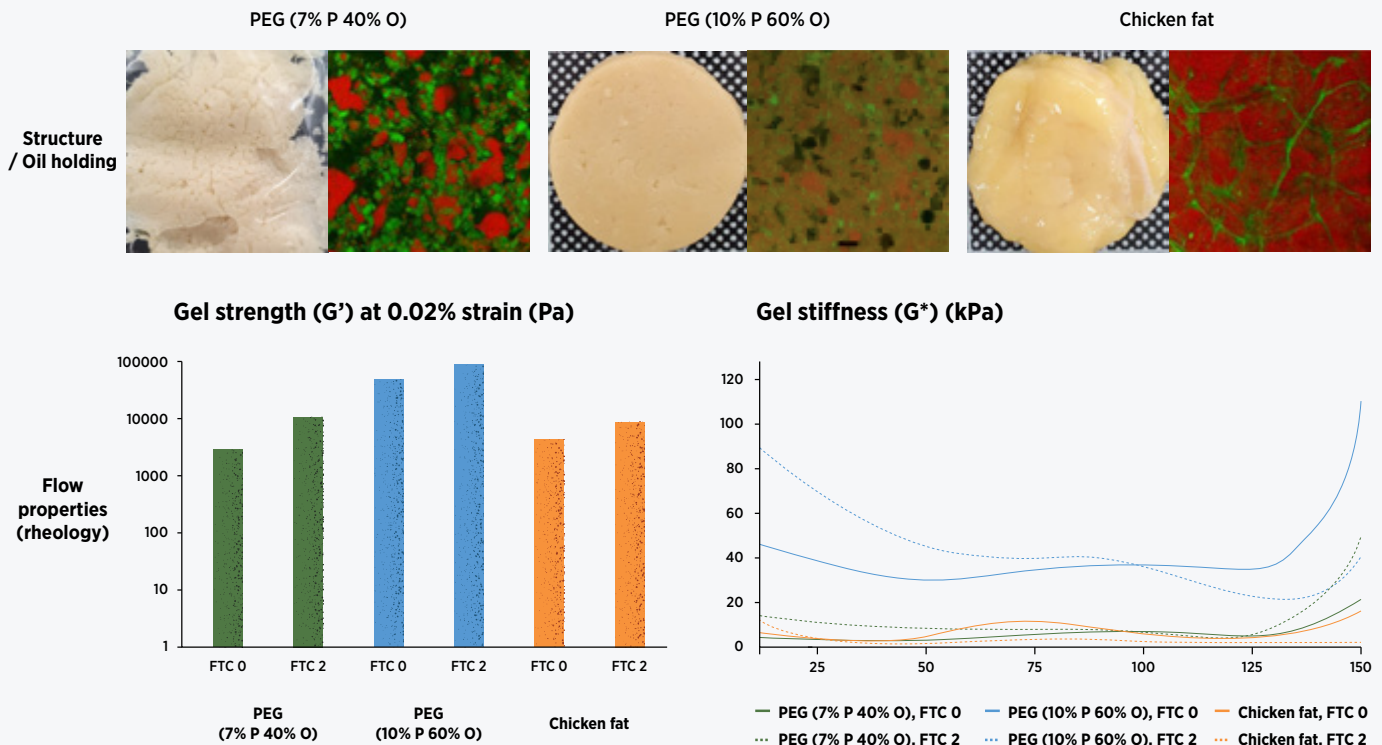 PEG (7% P 40% O)
PEG (10% P 60% O)
Chicken fat
Structure
/ Oil holding
Gel strength (G’) at 0.02% strain (Pa)
Gel stiffness (G*) (kPa)
Flow
properties
(rheology)
100000
10000
1000
100
10
1
FTC 0
FTC 2
FTC 0
FTC 2
FTC 0
FTC 2
PEG
(7% P 40% O)
PEG
(10% P 60% O)
Chicken fat
120
100
80
60
40
20
0
25
50
75
100
125
150
PEG (7% P 40% O), FTC 0
PEG (10% P 60% O), FTC 0
Chicken fat, FTC 0
PEG (7% P 40% O), FTC 2
PEG (10% P 60% O), FTC 2
Chicken fat, FTC 2